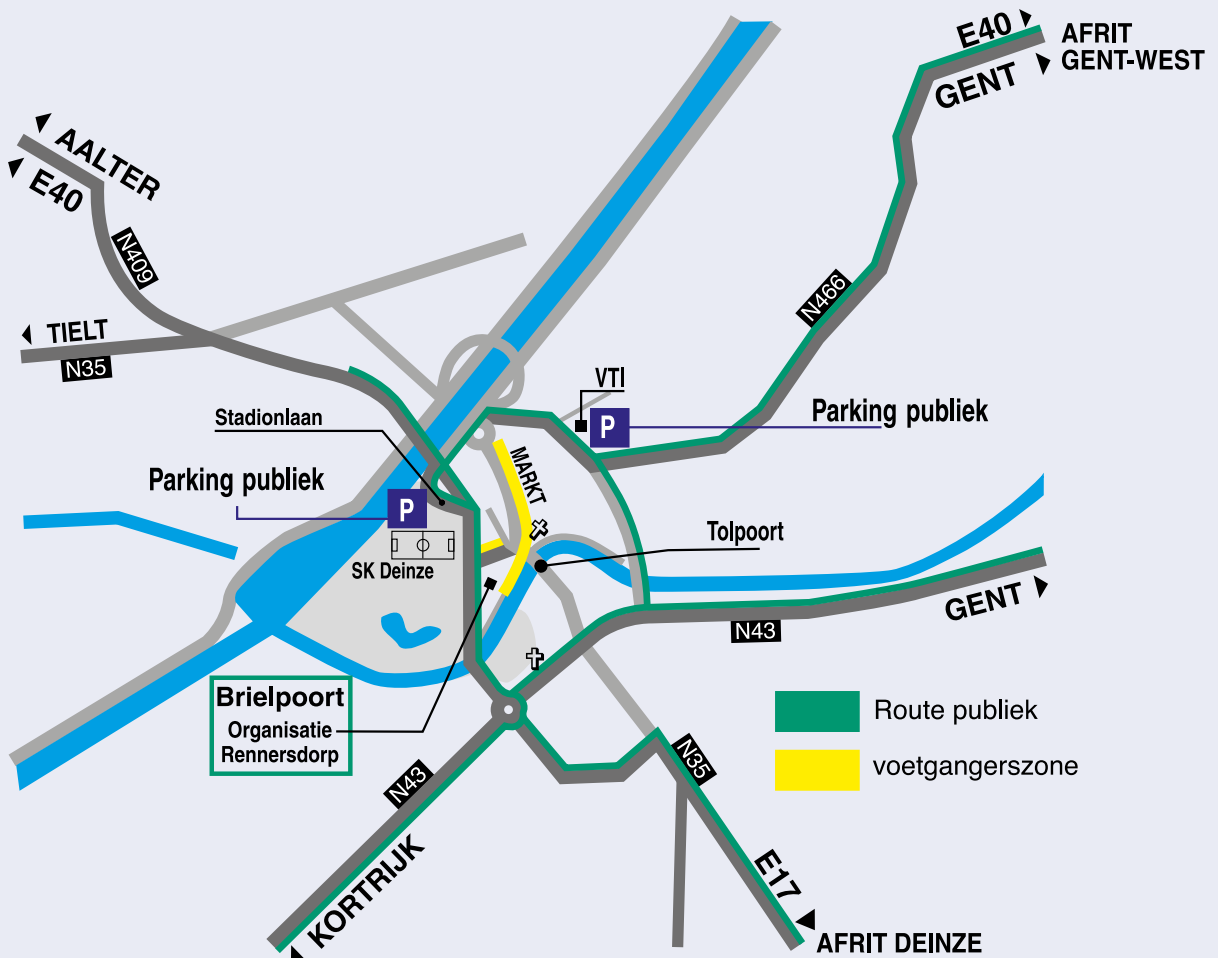 E40
AFRIT
GENT-WEST
GENT
AALTER
E40
N409
N466
TIELT
N35
VTI
P
Parking publiek
Stadionlaan
MARKT
Parking publiek
P
Tolpoort
SK Deinze
GENT
N43
Brielpoort
Organisatie
Rennersdorp
Route publiek
voetgangerszone
N43
N35
KORTRIJK
E17
AFRIT DEINZE